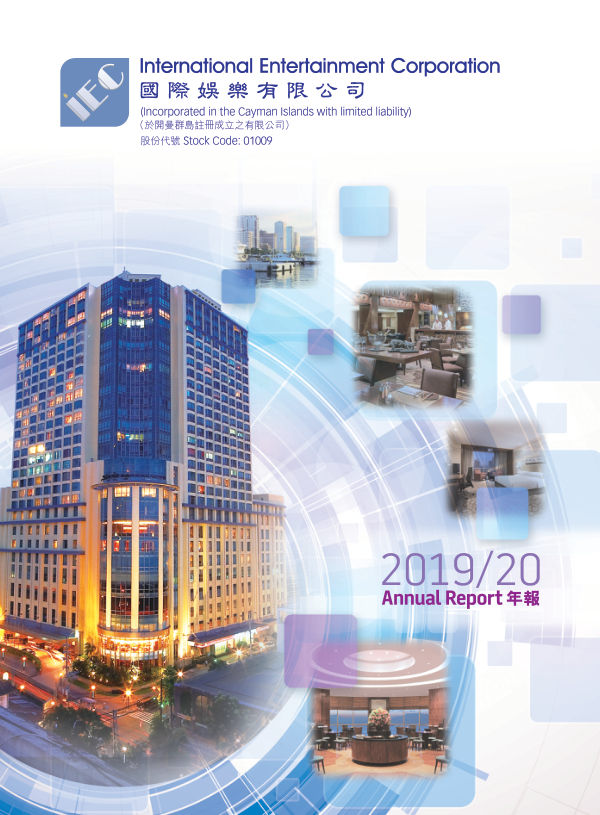 iEC
International Entertainment Corporation
國際娛樂有限公司
(Incorporated in the Cayman Islands with limited liability)
(於開曼群島註冊成立之有限公司)
股份代號 Stock Code: 01009
2019/20
Annual Report 年報